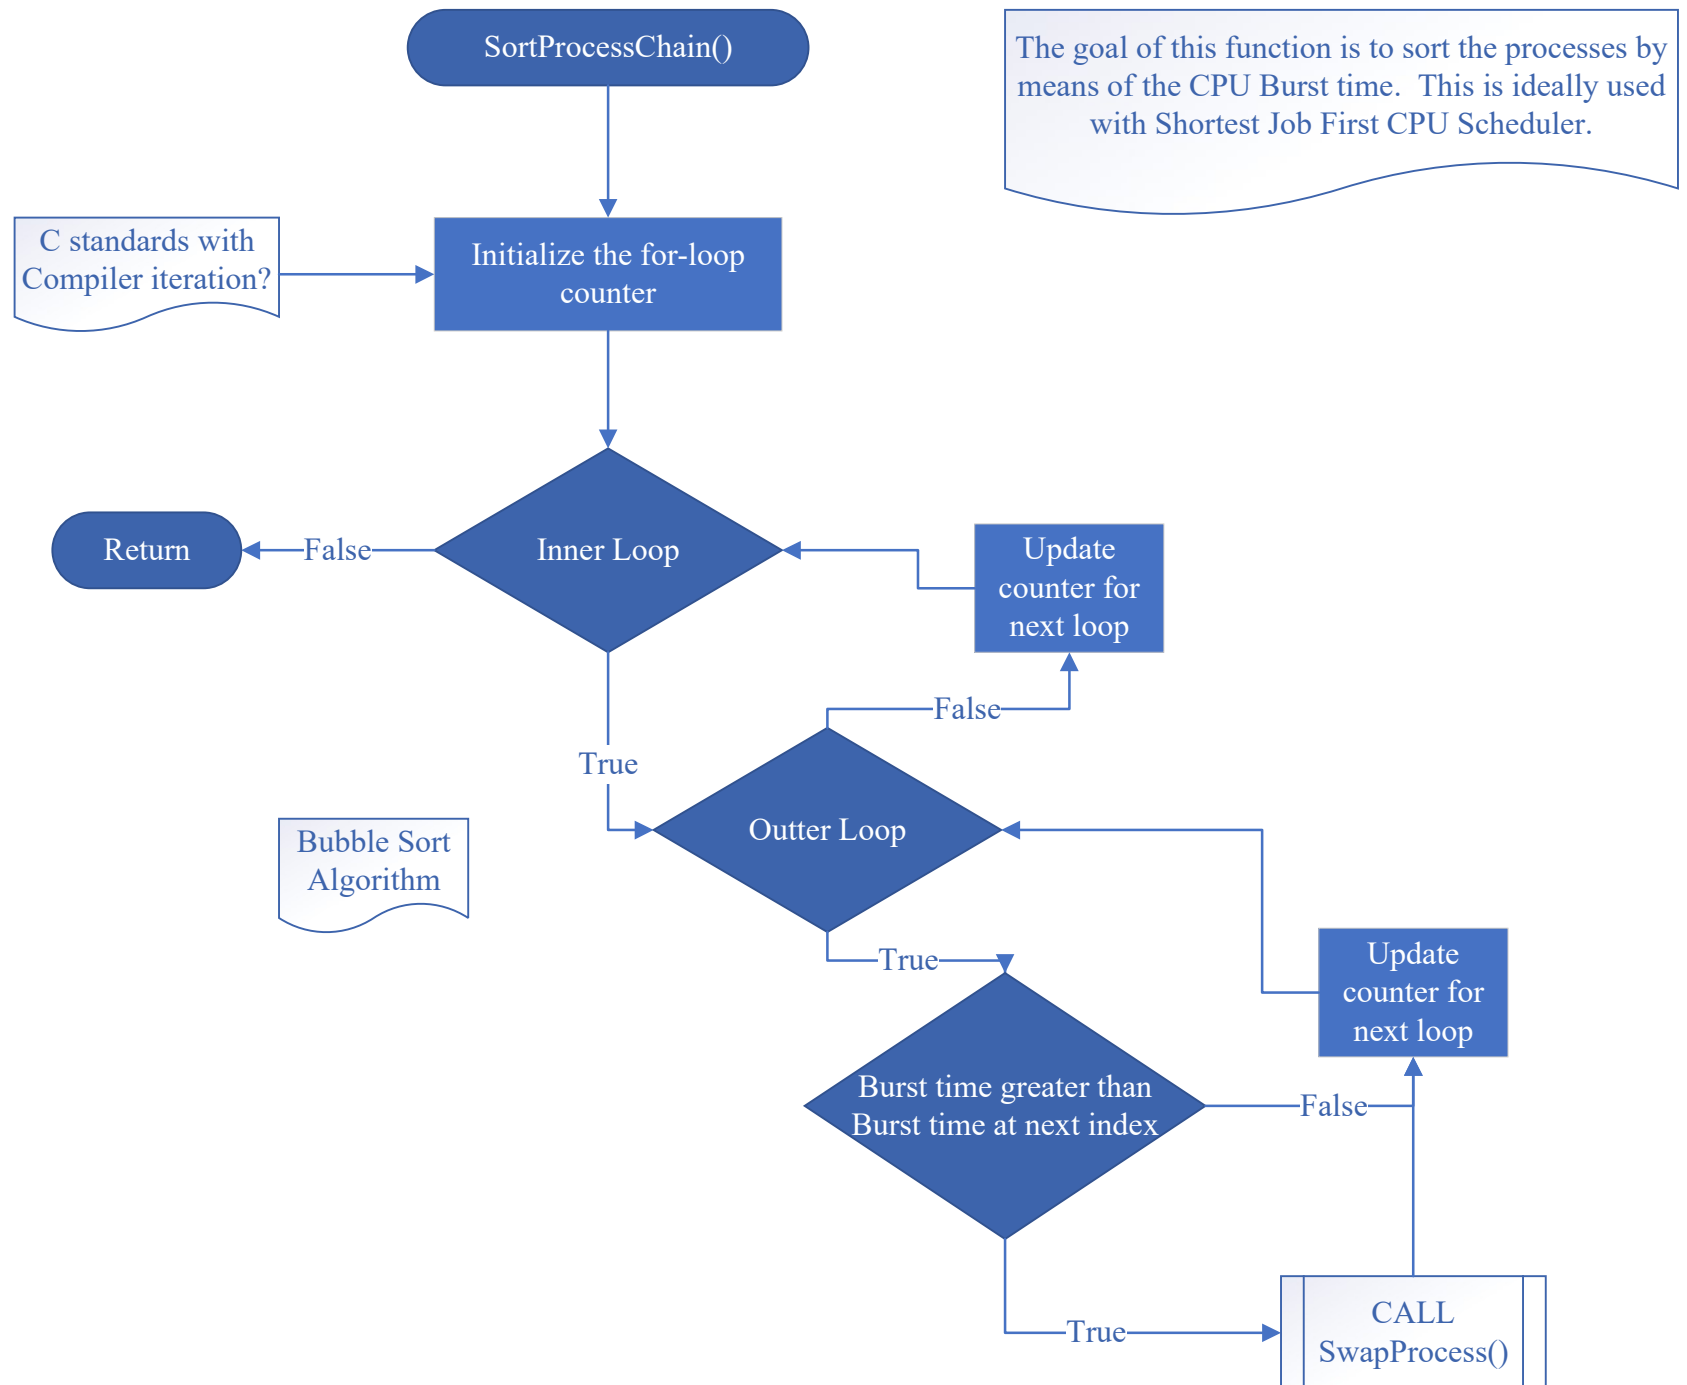 SortProcessChain()
The goal of this function is to sort the processes by
means of the CPU Burst time.  This is ideally used
with Shortest Job First CPU Scheduler.
C standards with
Compiler iteration?
Initialize the for-loop
counter
Return
False
Inner Loop
Update
counter for
next loop
False
True
Outter Loop
Bubble Sort
Algorithm
True
Update
counter for
next loop
Burst time greater than
Burst time at next index
False
True
CALL
SwapProcess()